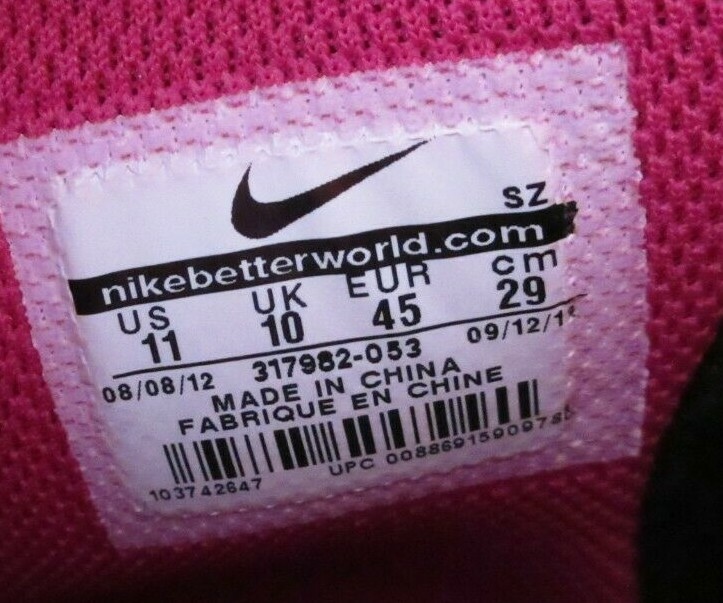 SZ
nikebetterworld.com
US UK EUR cm
11 10 45 29
08/08/12 317982-053
MADE IN CHINA
FABRIQUE EN CHINE
103742647 UPC